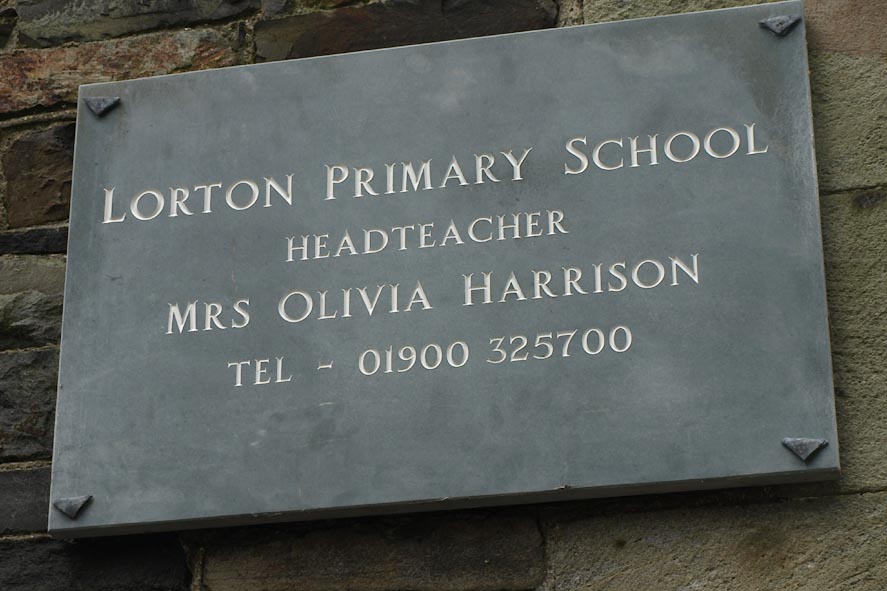 LORTON PRIMARY SCHOOL
HEADTEACHER
MRS OLIVIA HARRISON
TEL - 01900 325700